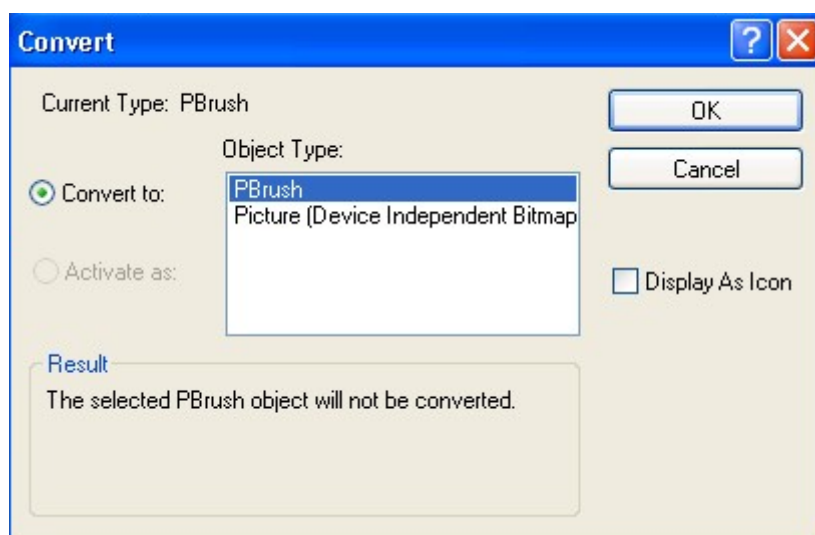 Convert
Current Type: PBrush
OK
Object Type:
Cancel
Convert to:
PBrush
Picture (Device Independent Bitmap
Activate as:
Display As Icon
Result
The selected PBrush object will not be converted.